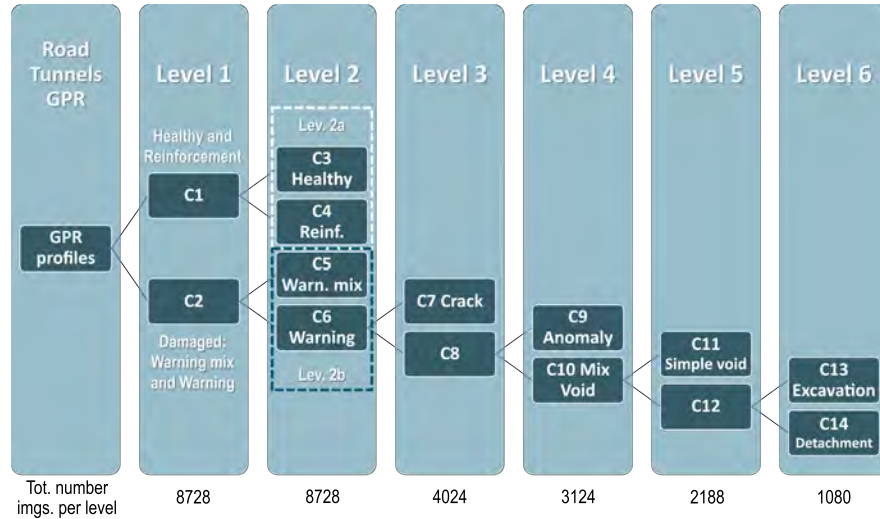 Road
Tunnels
GPR
Level 1
Level 2
Level 3
Level 4
Level 5
Level 6
Healthy and
Reinforcement
Lev. 2a
C1
C3
Healthy
C4
Reinf.
GPR
profiles
C2
Damaged:
Warning mix
and Warning
C5
Warn. mix
C6
Warning
Lev. 2b
C7 Crack
C8
C9
Anomaly
C10 Mix
Void
C11
Simple void
C12
C13
Excavation
C14
Detachment
Tot. number
imgs. per level
8728
8728
4024
3124
2188
1080